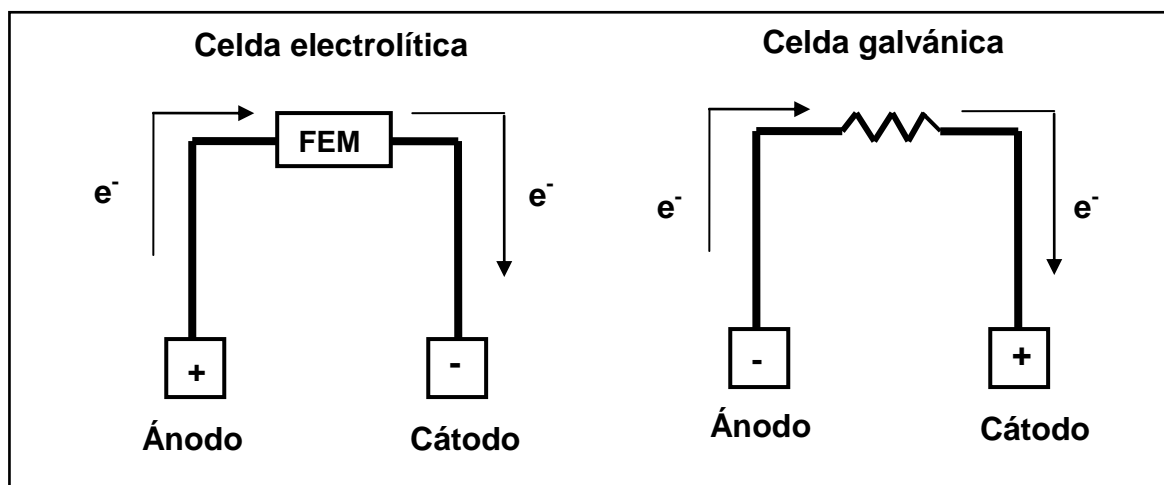 Celda electrolítica
FEM
e-
e-
+
-
Ánodo
Cátodo
Celda galvánica
e-
e-
-
+
Ánodo
Cátodo